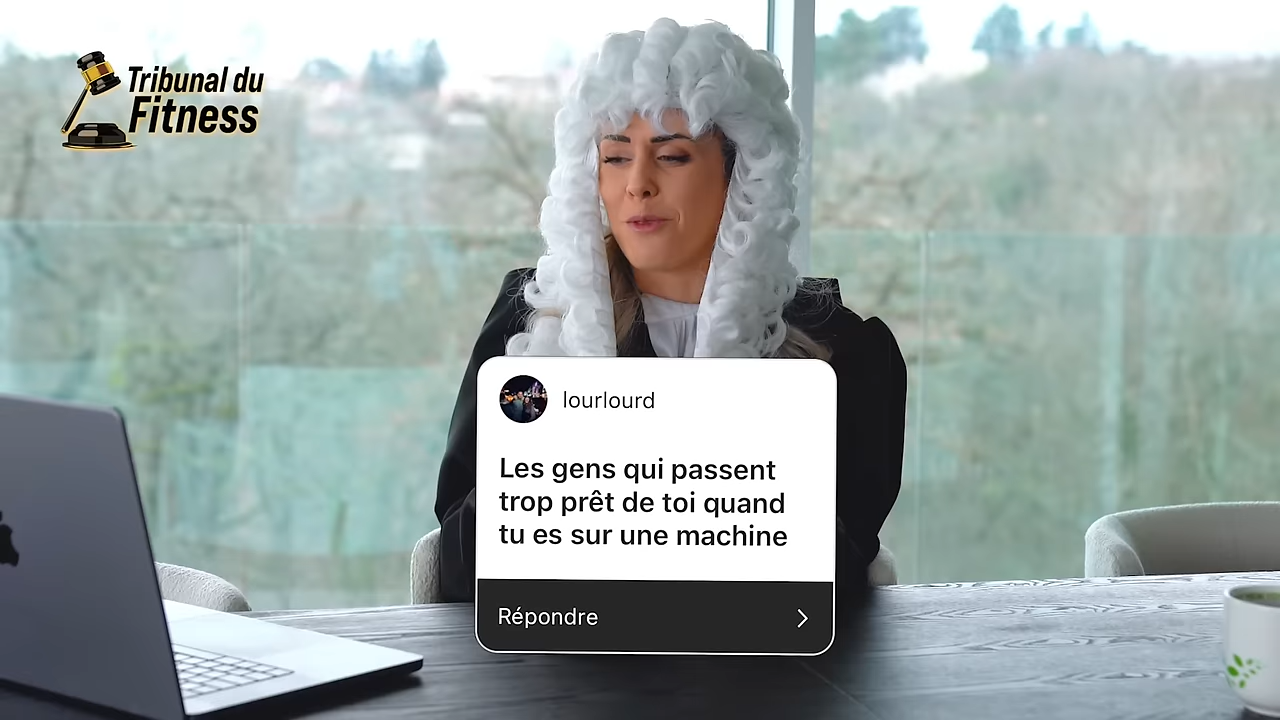 Tribunal du
Fitness
lourlourd
Les gens qui passent
trop prêt de toi quand
tu es sur une machine
Répondre